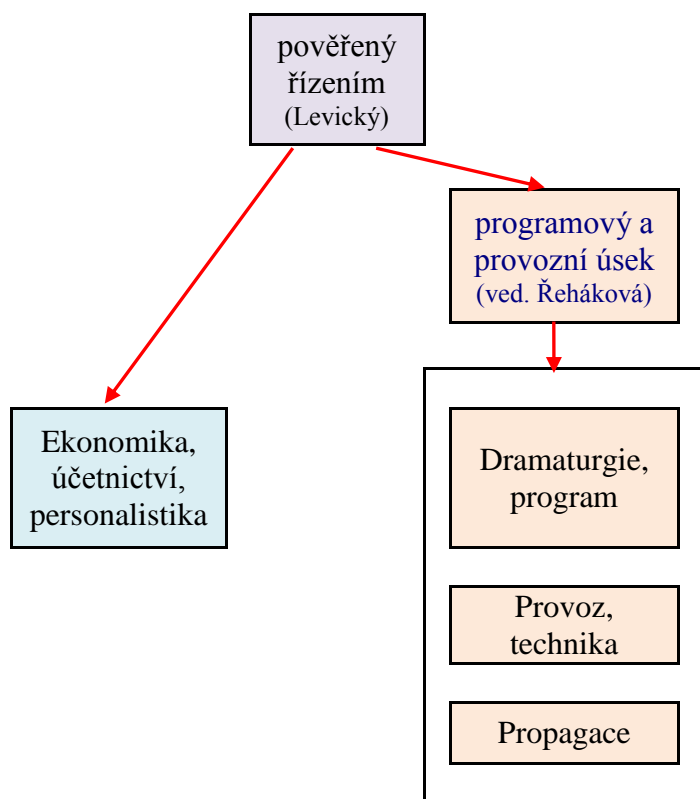 pověřený
řízením
(Levický)
programový a
provozní úsek
(ved. Řeháková)
Ekonomika,
účetnictví,
personalistika
Dramaturgie,
program
Provoz,
technika
Propagace